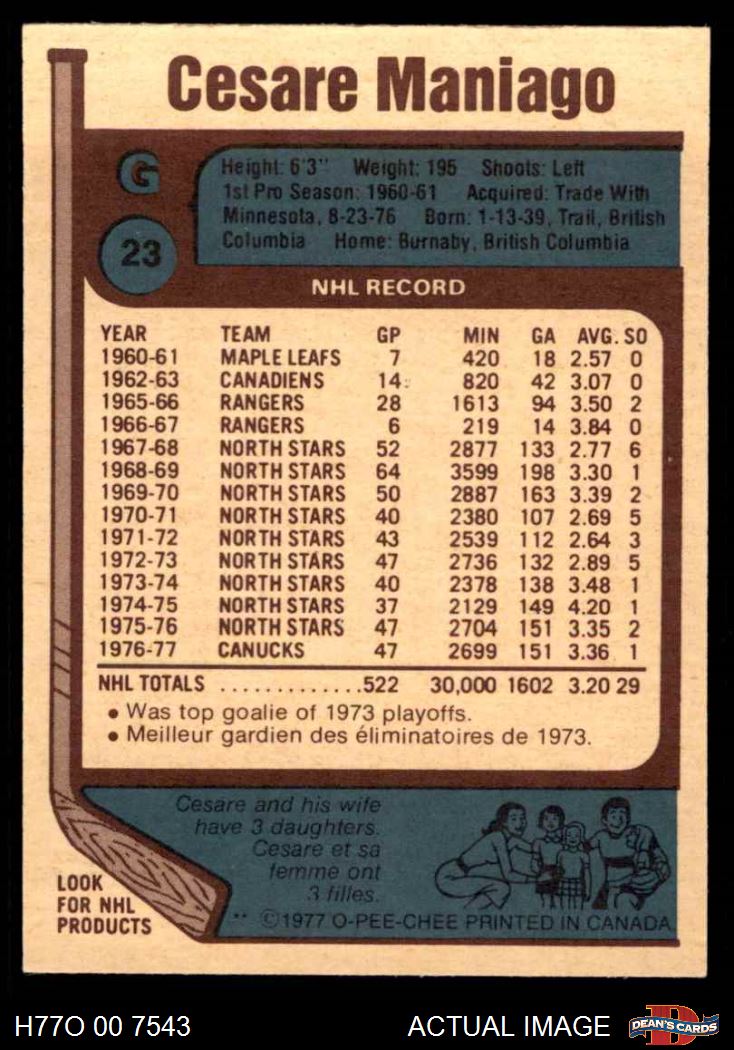 Cesare Maniago
G
23
Height: 6'3" Weight: 195 Shoots: Left
1st Pro Season: 1960-61 Acquired: Trade With
Minnesota, 8-23-76 Born: 1-13-39, Trail, British
Columbia Home: Burnaby, British Columbia
NHL RECORD
YEAR TEAM GP MIN GA AVG. SO
1960-61 MAPLE LEAFS 7 420 18 2.57 0
1962-63 CANADIENS 14 820 42 3.07 0
1965-66 RANGERS 28 1613 94 3.50 2
1966-67 RANGERS 6 219 14 3.84 0
1967-68 NORTH STARS 52 2877 133 2.77 6
1968-69 NORTH STARS 64 3599 198 3.30 1
1969-70 NORTH STARS 50 2887 163 3.39 2
1970-71 NORTH STARS 40 2380 107 2.69 5
1971-72 NORTH STARS 43 2539 112 2.64 3
1972-73 NORTH STARS 47 2736 132 2.89 5
1973-74 NORTH STARS 40 2378 138 3.48 1
1974-75 NORTH STARS 37 2129 149 4.20 1
1975-76 NORTH STARS 47 2704 151 3.35 2
1976-77 CANUCKS 47 2699 151 3.36 1
NHL TOTALS .............522 30,000 1602 3.20 29
• Was top goalie of 1973 playoffs.
• Meilleur gardien des éliminatoires de 1973.
Cesare and his wife
have 3 daughters.
Cesare et sa
femme ont
3 filles.
LOOK
FOR NHL
PRODUCTS
** ©1977 O-PEE-CHEE PRINTED IN CANADA
H77O 00 7543 ACTUAL IMAGE
D
DEAN'S CARDS